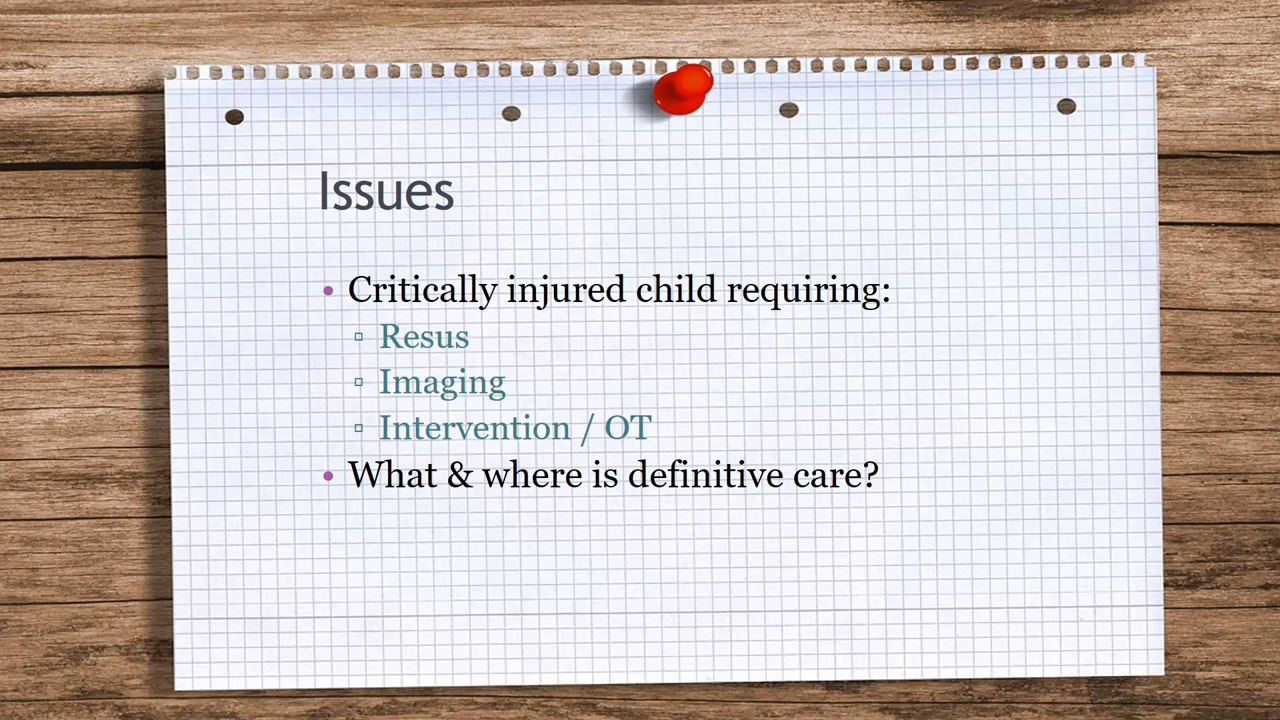 Issues
• Critically injured child requiring:
▫ Resus
▫ Imaging
▫ Intervention / OT
• What & where is definitive care?